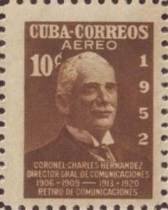 CUBA-CORREOS
AEREO
10¢
1952
CORONEL CHARLES HERNANDEZ
DIRECTOR GRAL. DE COMUNICACIONES
1906-1909 — 1913-1920
RETIRO DE COMUNICACIONES